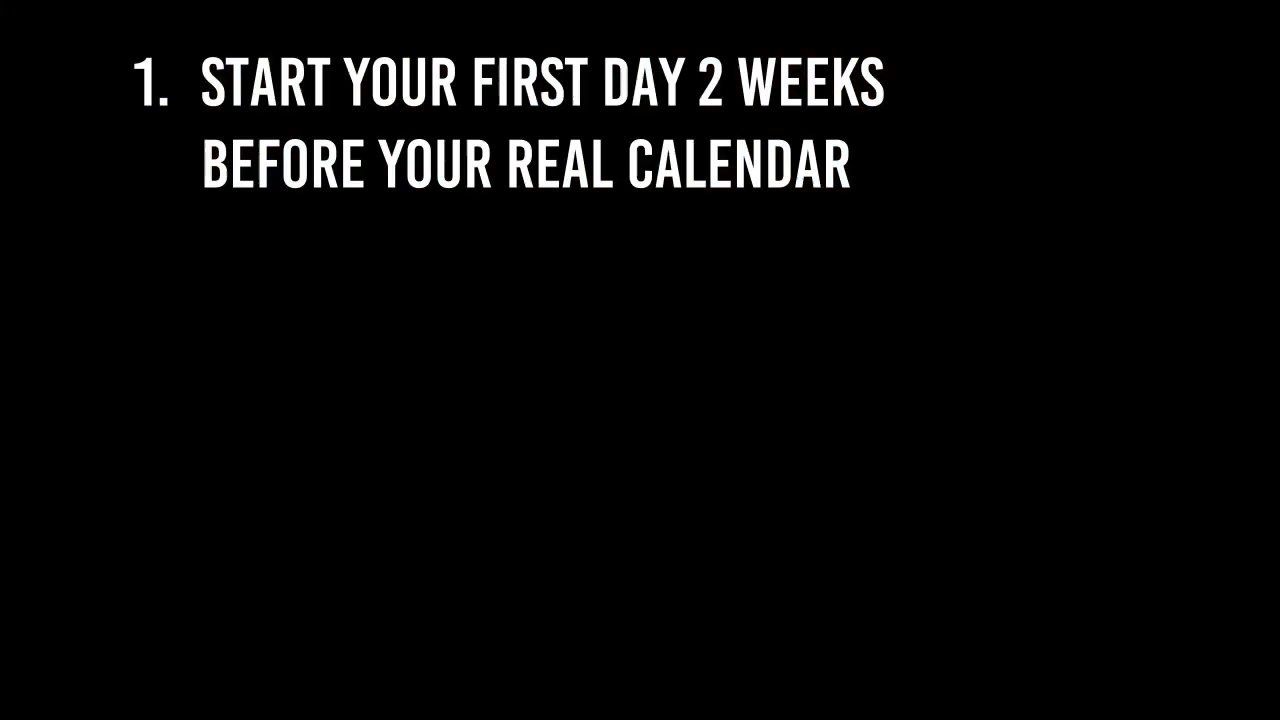 1. START YOUR FIRST DAY 2 WEEKS
BEFORE YOUR REAL CALENDAR